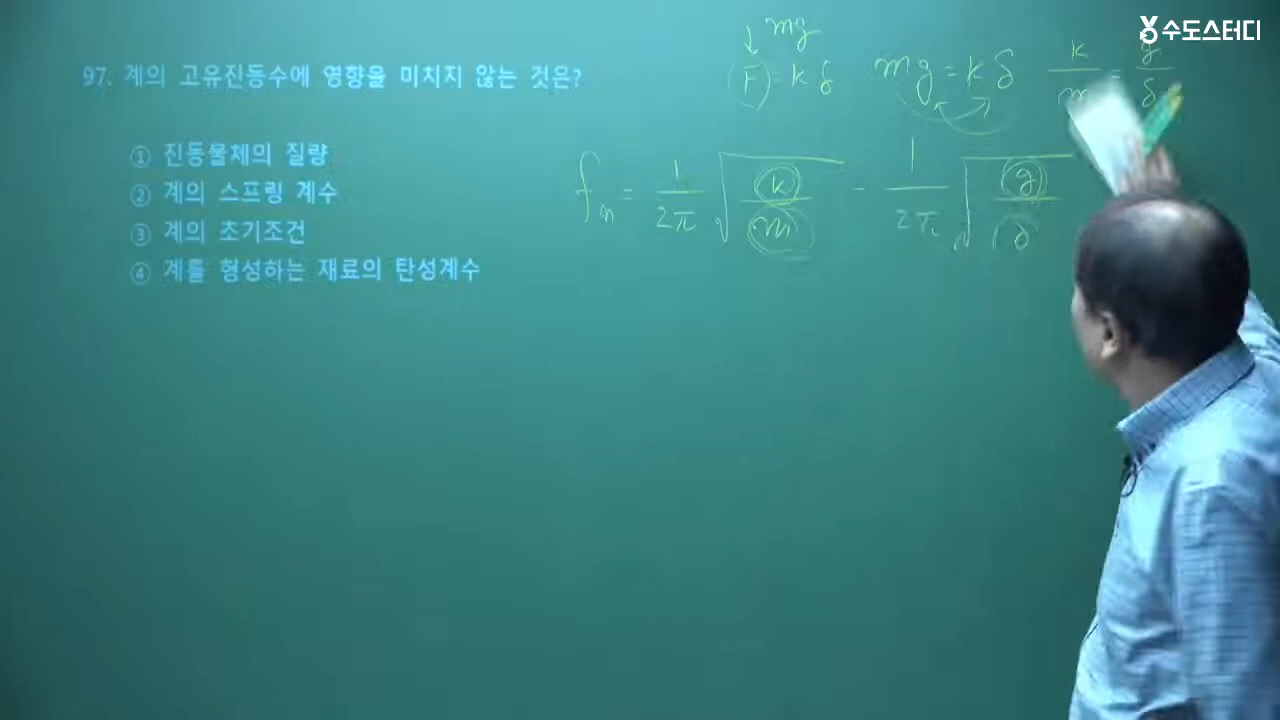 수도스터디
97. 계의 고유진동수에 영향을 미치지 않는 것은?
① 진동물체의 질량
② 계의 스프링 계수
③ 계의 초기조건
④ 계를 형성하는 재료의 탄성계수
mg
F = kδ
mg = kδ
k/m = g/δ
fn = 1/2π √k/m = 1/2π √g/δ